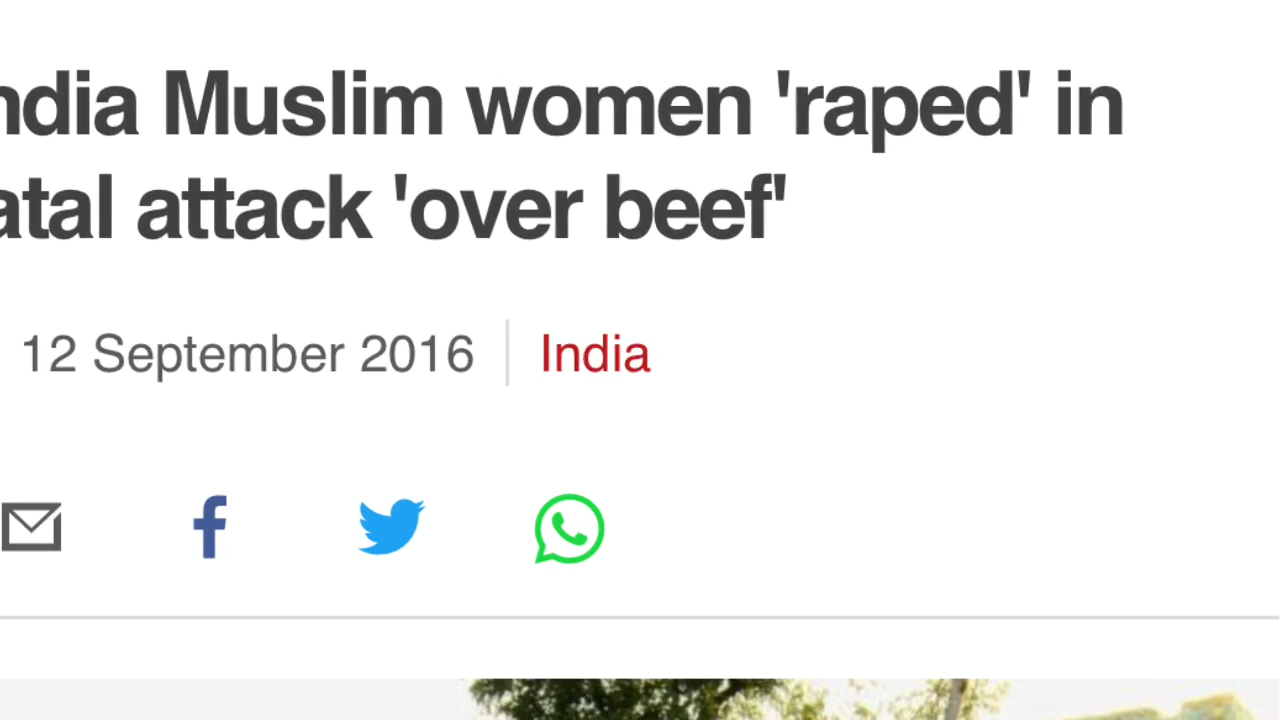 ndia Muslim women 'raped' in
atal attack 'over beef'
12 September 2016 India